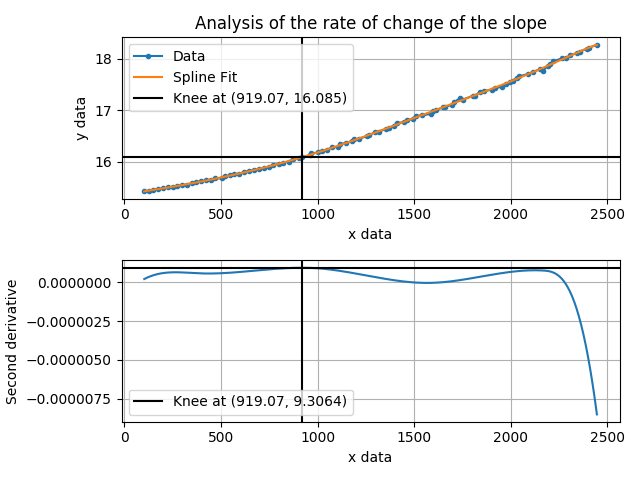 Analysis of the rate of change of the slope
Data
Spline Fit
Knee at (919.07, 16.085)
18
17
16
y data
0 500 1000 1500 2000 2500
x data
0.0000000
−0.0000025
−0.0000050
−0.0000075
Second derivative
Knee at (919.07, 9.3064)
0 500 1000 1500 2000 2500
x data